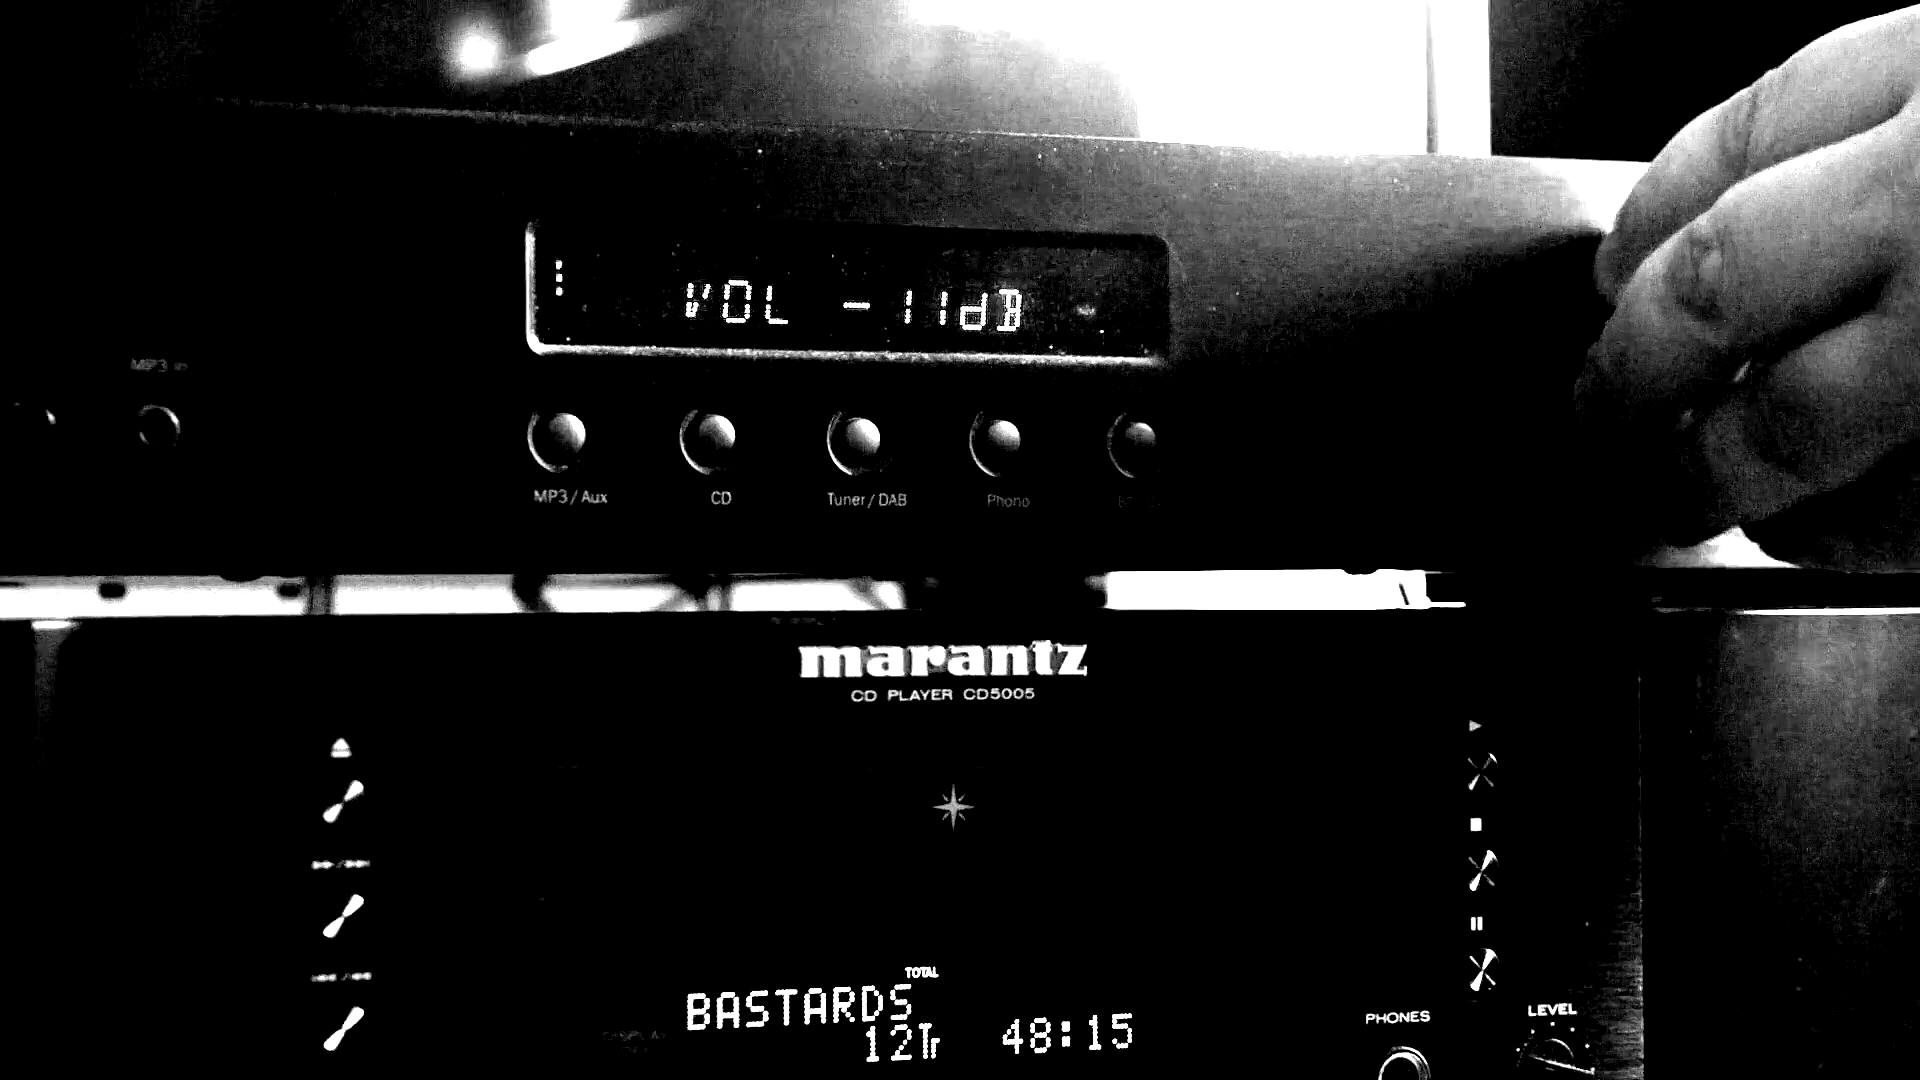 VOL -11dB
MP3 in
MP3/Aux CD Tuner/DAB Phono
marantz
CD PLAYER CD5005
TOTAL
BASTARDS
12Tr 48:15
PHONES
LEVEL
DISPLAY